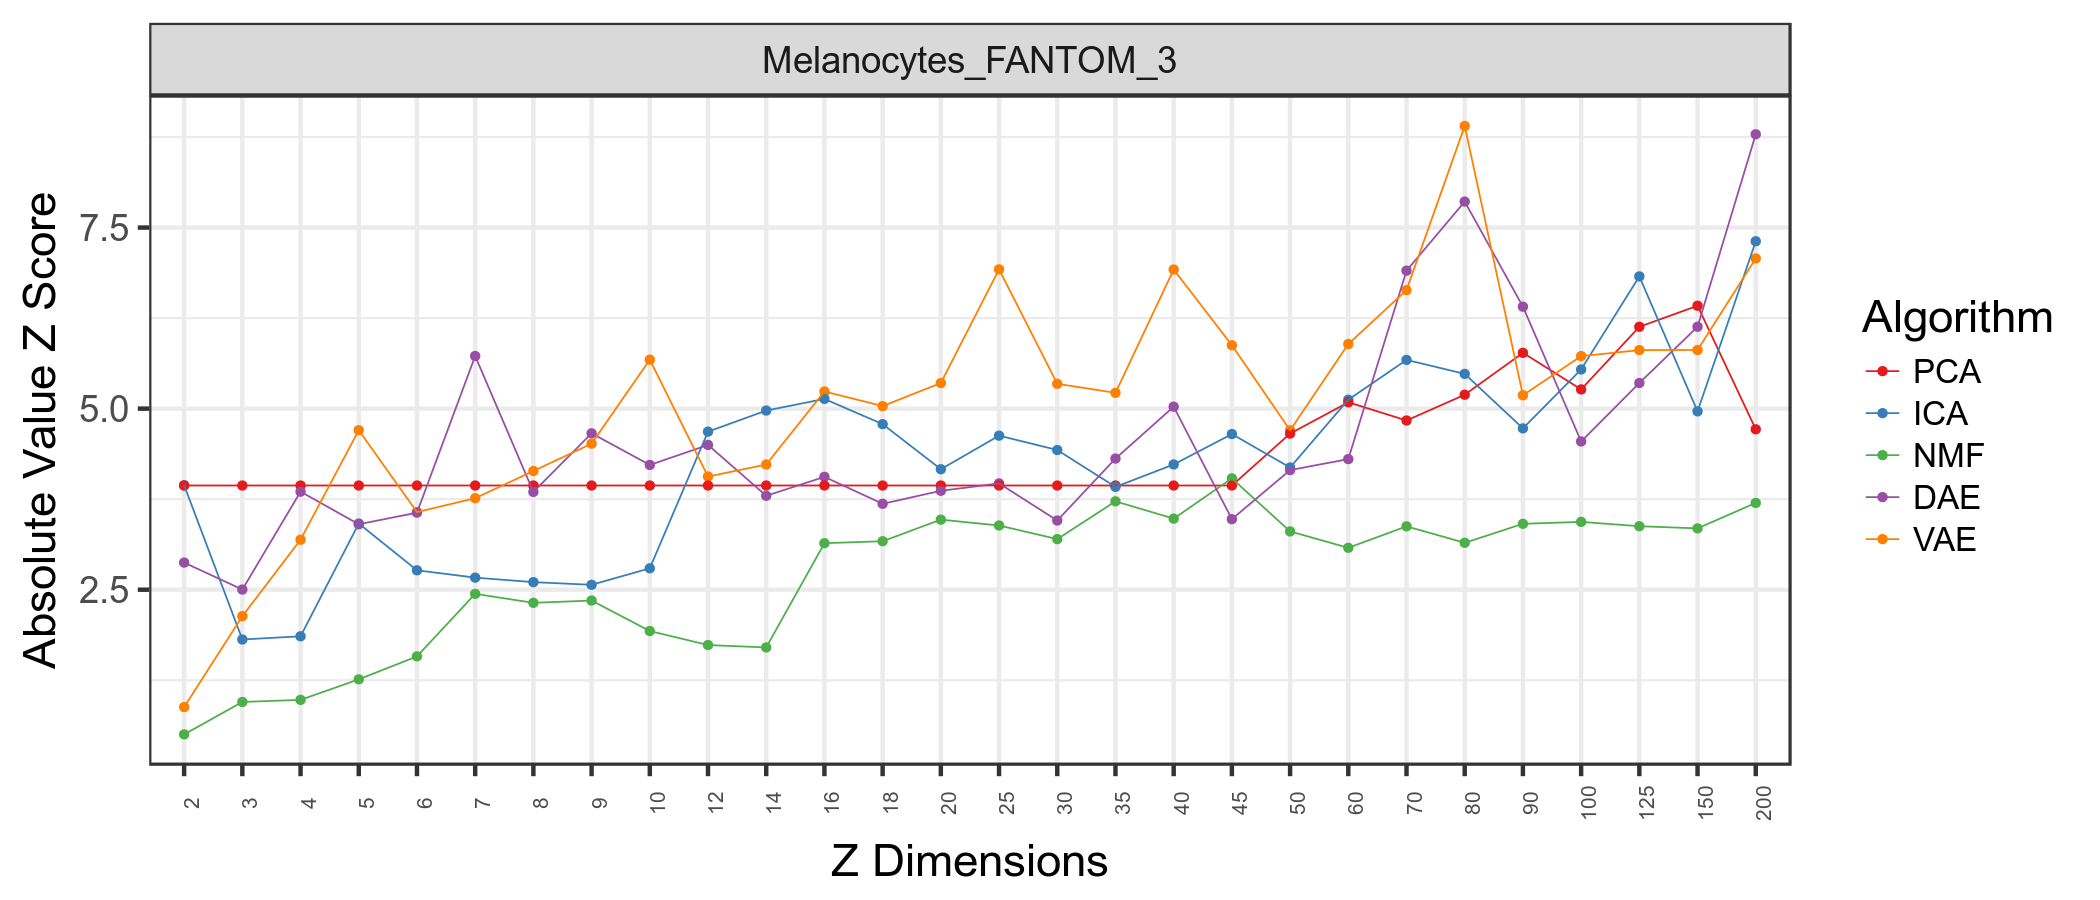 Melanocytes_FANTOM_3
Absolute Value Z Score
7.5
5.0
2.5
2 3 4 5 6 7 8 9 10 12 14 16 18 20 25 30 35 40 45 50 60 70 80 90 100 125 150 200
Z Dimensions
Algorithm
PCA
ICA
NMF
DAE
VAE